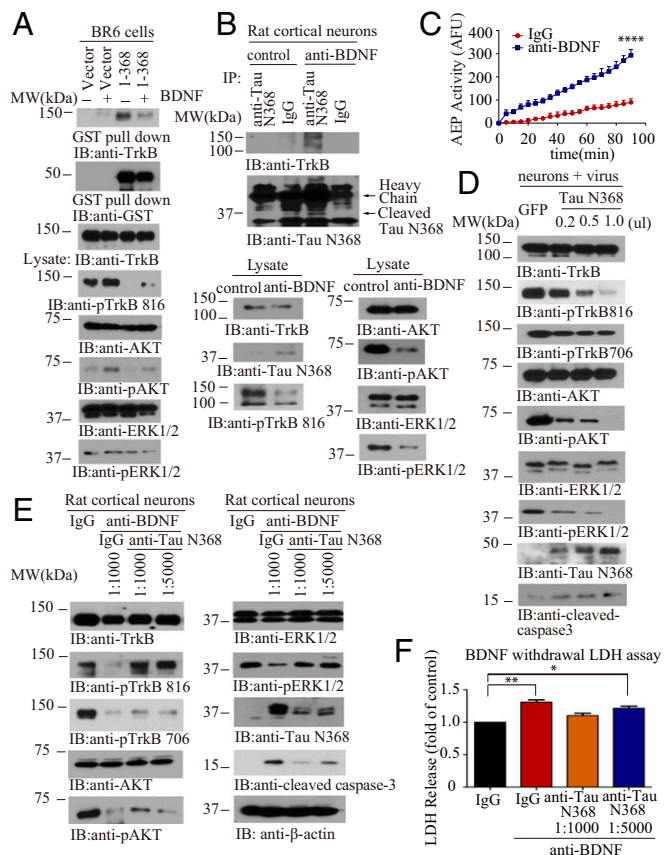 A
BR6 cells
Vector
Vector
1-368
1-368
MW(kDa)
– + – + BDNF
150
GST pull down
IB:anti-TrkB
50
GST pull down
IB:anti-GST
150
Lysate:
IB:anti-TrkB
150
IB:anti-pTrkB 816
75
IB:anti-AKT
75
IB:anti-pAKT
37
IB:anti-ERK1/2
37
IB:anti-pERK1/2
B
Rat cortical neurons
control anti-BDNF
IP:
anti-Tau N368
IgG
anti-Tau N368
IgG
MW(kDa)
150
100
IB:anti-TrkB
Heavy Chain
37
Cleaved Tau N368
IB:anti-Tau N368
Lysate
control anti-BDNF
150
100
IB:anti-TrkB
37
IB:anti-Tau N368
150
100
IB:anti-pTrkB 816
Lysate
control anti-BDNF
75
IB:anti-AKT
75
IB:anti-pAKT
37
IB:anti-ERK1/2
37
IB:anti-pERK1/2
C
AEP Activity (AFU)
400
300
200
100
0
IgG
anti-BDNF
****
0 20 40 60 80 100
time(min)
D
neurons + virus
GFP
Tau N368
MW(kDa)
0.2 0.5 1.0 (ul)
150
100
IB:anti-TrkB
150
IB:anti-pTrkB816
150
IB:anti-pTrkB706
75
IB:anti-AKT
75
IB:anti-pAKT
37
IB:anti-ERK1/2
37
IB:anti-pERK1/2
50
IB:anti-Tau N368
15
IB:anti-cleaved-
caspase3
E
Rat cortical neurons
IgG anti-BDNF
IgG anti-Tau N368
1:1000
1:1000
1:5000
MW(kDa)
150
IB:anti-TrkB
150
IB:anti-pTrkB 816
150
IB:anti-pTrkB 706
75
IB:anti-AKT
75
IB:anti-pAKT
Rat cortical neurons
IgG anti-BDNF
IgG anti-Tau N368
1:1000
1:1000
1:5000
37
IB:anti-ERK1/2
37
IB:anti-pERK1/2
37
IB:anti-Tau N368
15
IB:anti-cleaved caspase-3
IB: anti-β-actin
F
BDNF withdrawal LDH assay
LDH Release (fold of control)
1.5
1.0
0.5
0.0
**
*
IgG
IgG
anti-Tau N368 1:1000
anti-Tau N368 1:5000
anti-BDNF